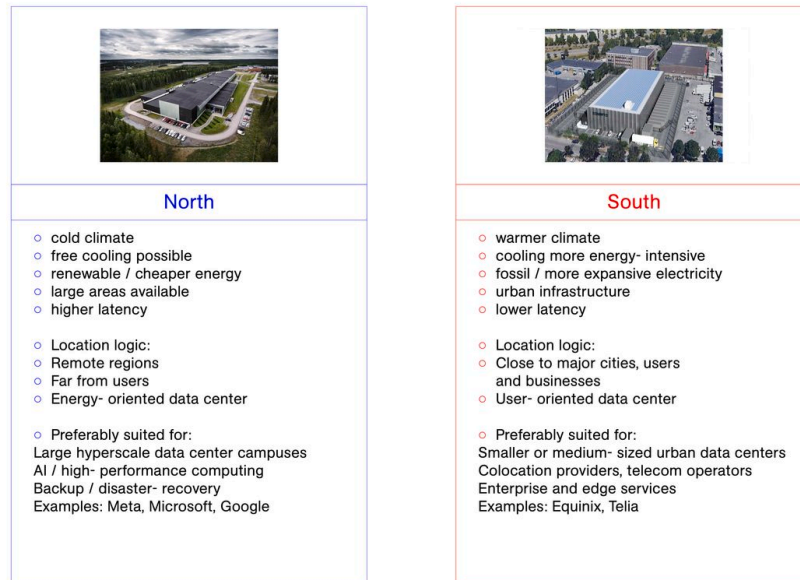 North
cold climate
free cooling possible
renewable / cheaper energy
large areas available
higher latency
Location logic:
Remote regions
Far from users
Energy- oriented data center
Preferably suited for:
Large hyperscale data center campuses
AI / high- performance computing
Backup / disaster- recovery
Examples: Meta, Microsoft, Google
South
warmer climate
cooling more energy- intensive
fossil / more expansive electricity
urban infrastructure
lower latency
Location logic:
Close to major cities, users
and businesses
User- oriented data center
Preferably suited for:
Smaller or medium- sized urban data centers
Colocation providers, telecom operators
Enterprise and edge services
Examples: Equinix, Telia